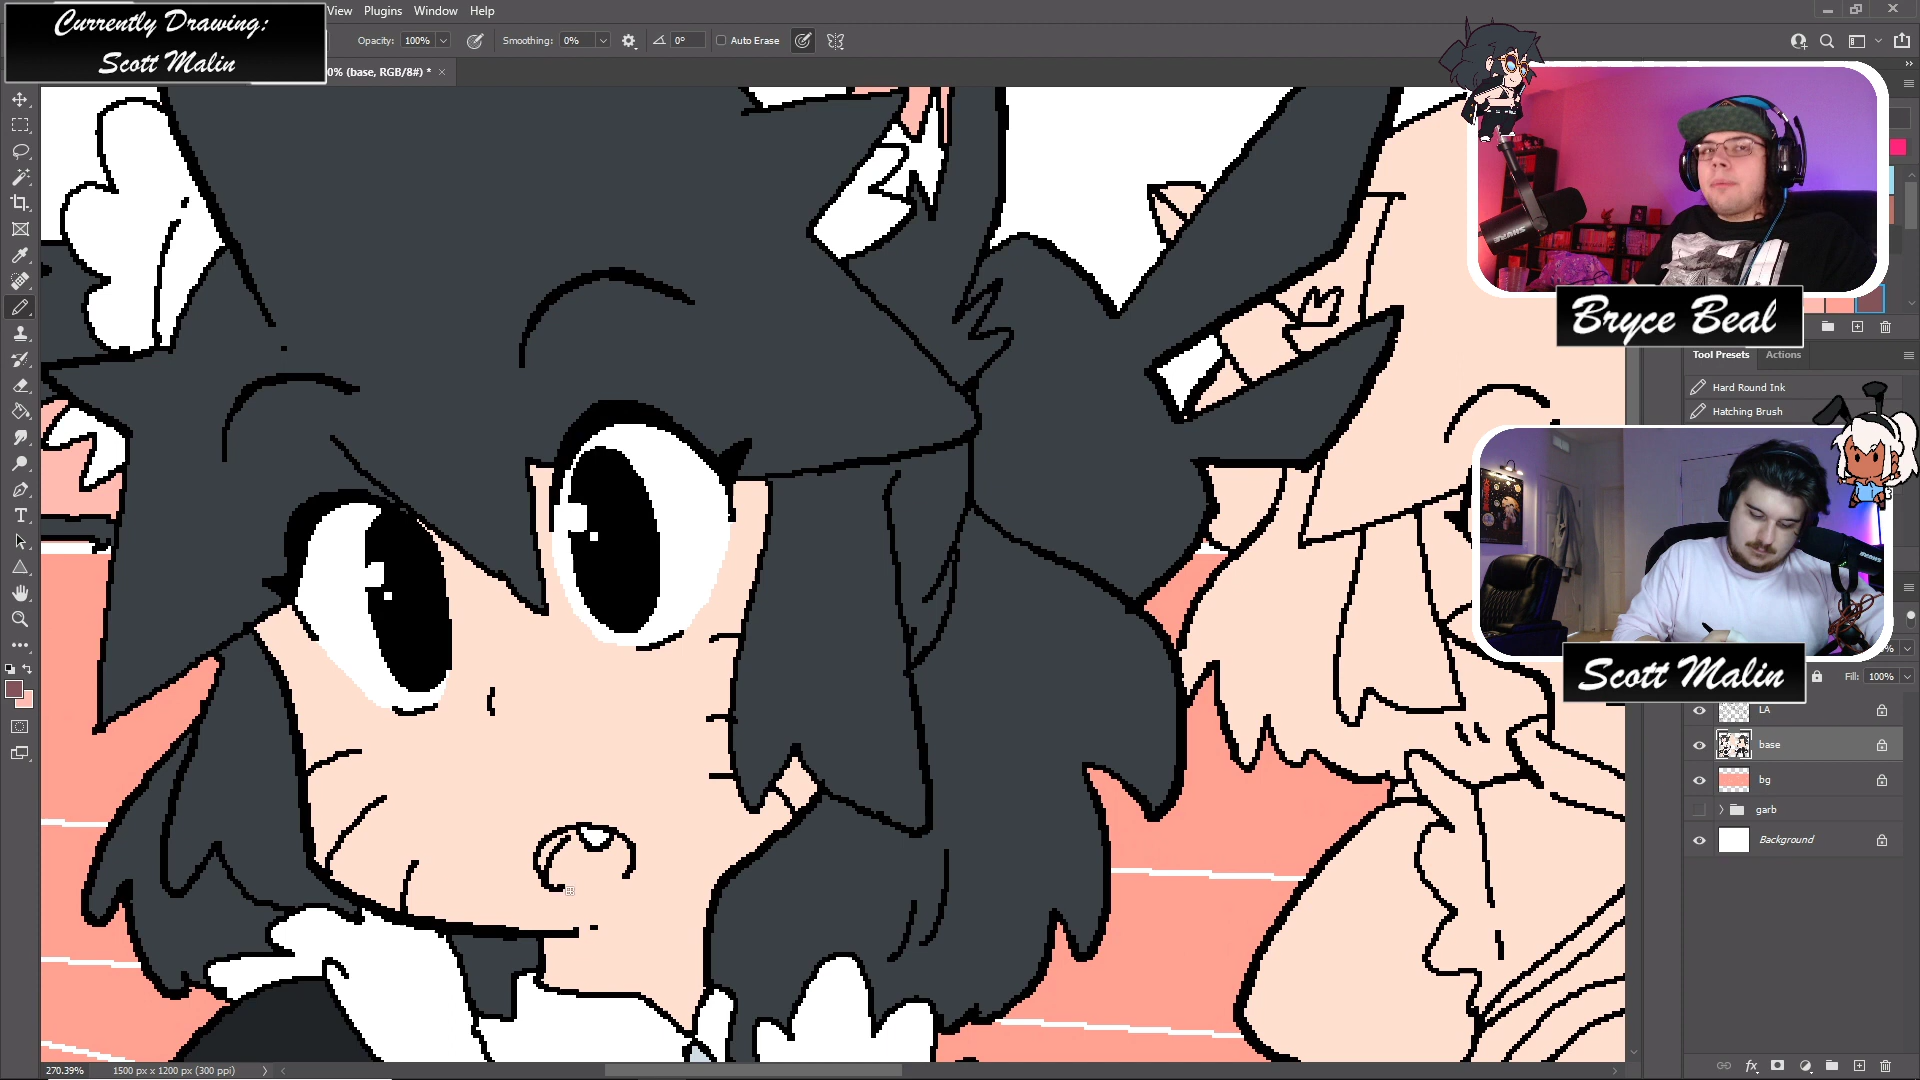 Currently Drawing:
Scott Malin
View Plugins Window Help
Opacity: 100% Smoothing: 0% 0° Auto Erase
0% (base, RGB/8#) *
SHURE
Bryce Beal
Tool Presets Actions
Hard Round Ink
Hatching Brush
Scott Malin
Fill: 100%
LA
base
bg
garb
Background
270.39% 1500 px x 1200 px (300 ppi)
fx